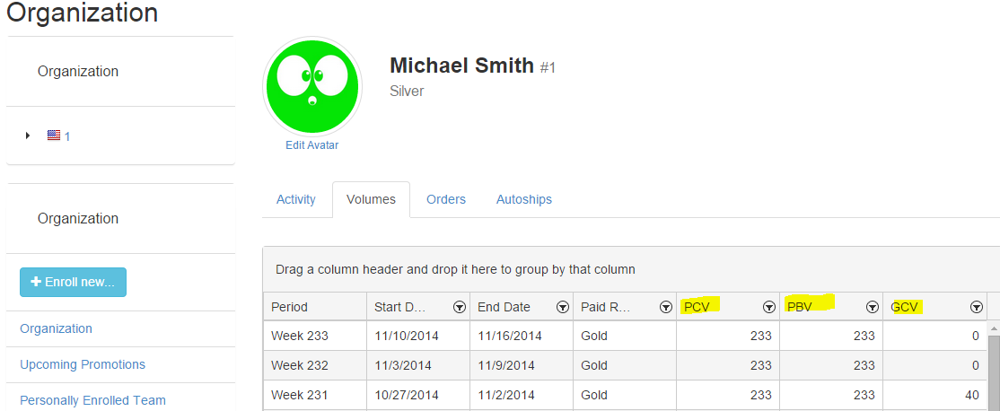 Organization
Organization
1
Organization
Enroll new...
Organization
Upcoming Promotions
Personally Enrolled Team
Michael Smith #1
Silver
Edit Avatar
Activity Volumes Orders Autoships
Drag a column header and drop it here to group by that column
Period Start D... End Date Paid R... PCV PBV GCV
Week 233 11/10/2014 11/16/2014 Gold 233 233 0
Week 232 11/3/2014 11/9/2014 Gold 233 233 0
Week 231 10/27/2014 11/2/2014 Gold 233 233 40